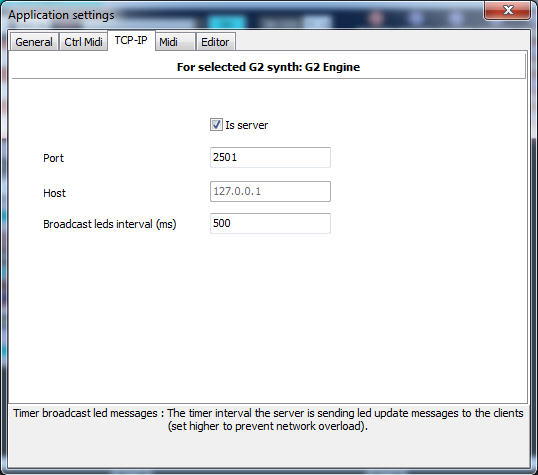 Application settings
General Ctrl Midi TCP-IP Midi Editor
For selected G2 synth: G2 Engine
Is server
Port 2501
Host 127.0.0.1
Broadcast leds interval (ms) 500
Timer broadcast led messages : The timer interval the server is sending led update messages to the clients
(set higher to prevent network overload).